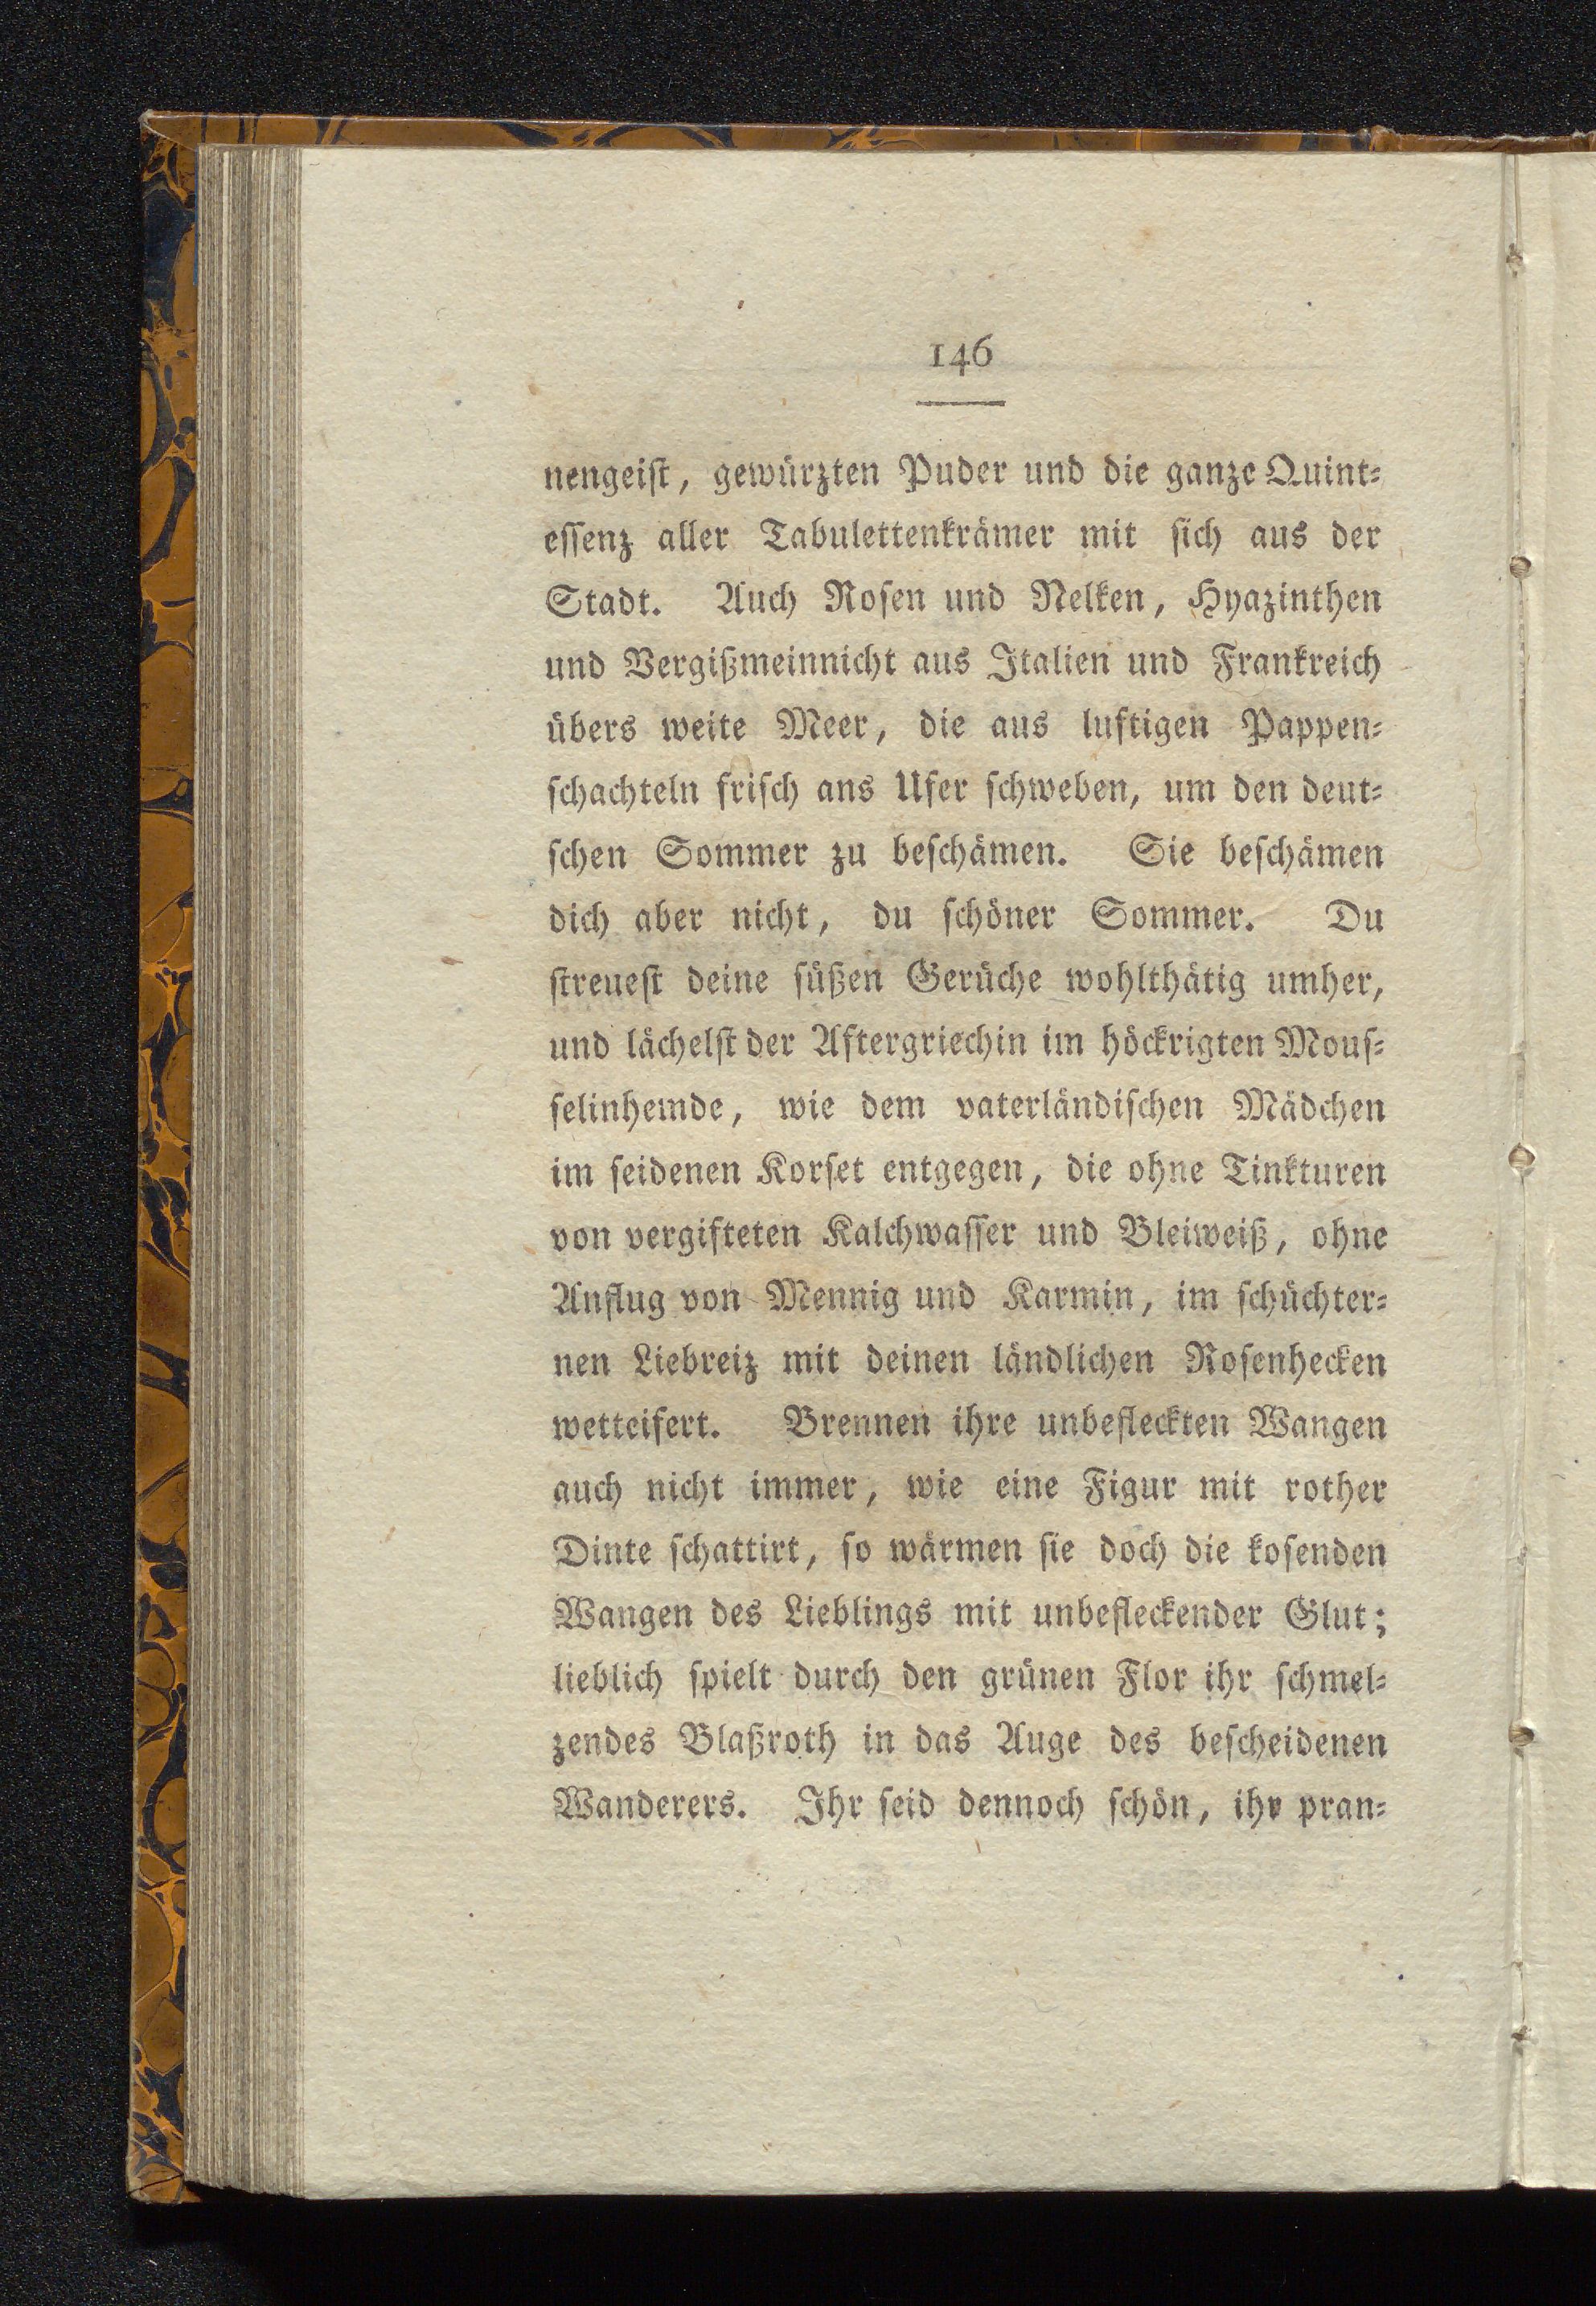 146
nengeiſt, gewürzten Puder und die ganze Quint⸗
eſſenz aller Tabulettenkrämer mit ſich aus der
Stadt. Auch Roſen und Nelken, Hyazinthen
und Vergißmeinnicht aus Italien und Frankreich
übers weite Meer, die aus luftigen Pappen⸗
ſchachteln friſch ans Ufer ſchweben, um den deut⸗
ſchen Sommer zu beſchämen. Sie beſchämen
dich aber nicht, du ſchöner Sommer. Du
ſtreueſt deine ſüßen Gerüche wohlthätig umher,
und lächelſt der Aftergriechin im höckrigten Mouſ⸗
ſelinhemde, wie dem vaterländiſchen Mädchen
im ſeidenen Korſet entgegen, die ohne Tinkturen
von vergifteten Kalchwaſſer und Bleiweiß, ohne
Anflug von Mennig und Karmin, im ſchüchter⸗
nen Liebreiz mit deinen ländlichen Roſenhecken
wetteifert. Brennen ihre unbefleckten Wangen
auch nicht immer, wie eine Figur mit rother
Dinte ſchattirt, ſo wärmen ſie doch die koſenden
Wangen des Lieblings mit unbefleckender Glut;
lieblich ſpielt durch den grünen Flor ihr ſchmel⸗
zendes Blaßroth in das Auge des beſcheidenen
Wanderers. Ihr ſeid dennoch ſchön, ihr pran⸗